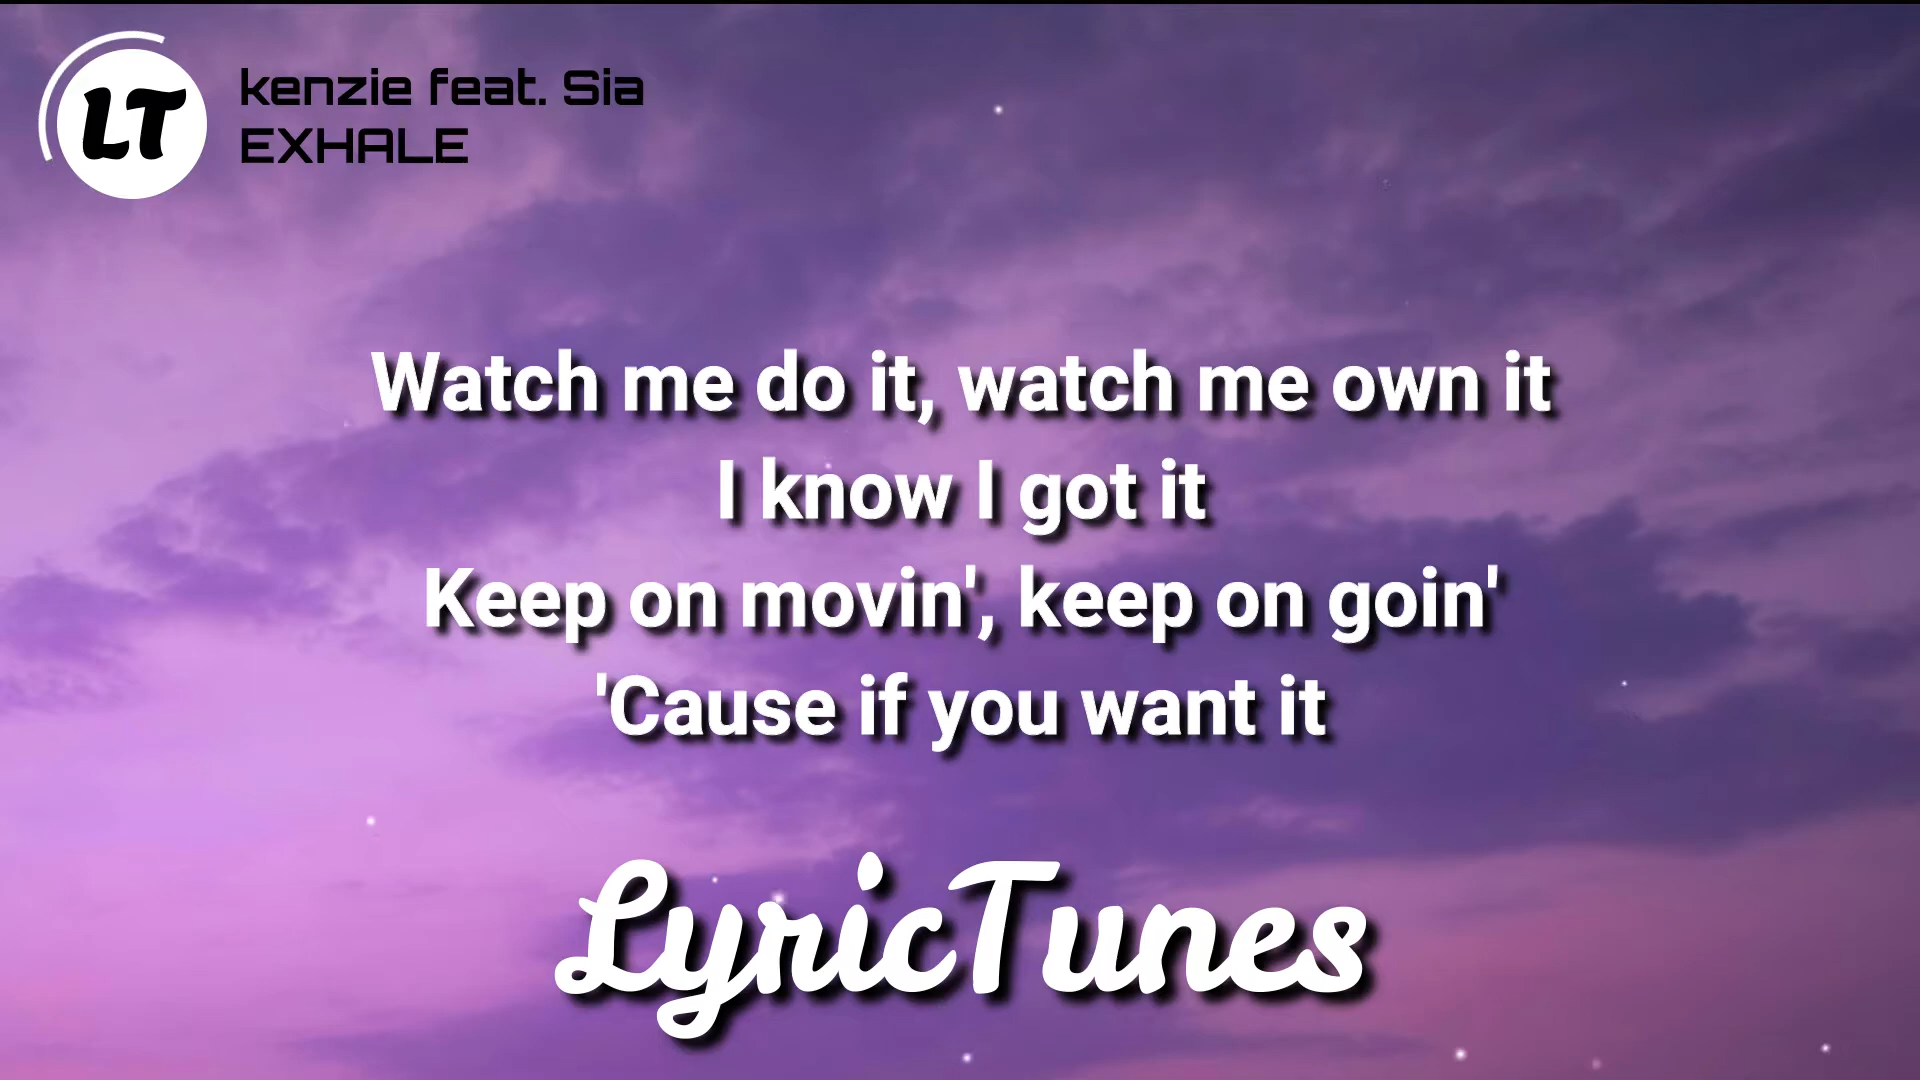 LT
kenzie feat. Sia
EXHALE
Watch me do it, watch me own it
I know I got it
Keep on movin', keep on goin'
'Cause if you want it
LyricTunes